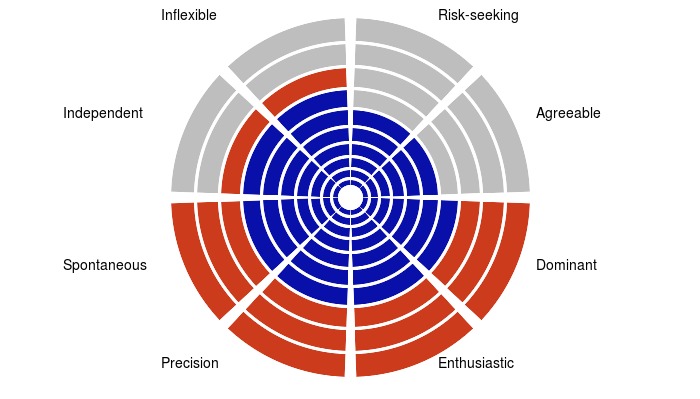 Inflexible
Risk-seeking
Independent
Agreeable
Spontaneous
Dominant
Precision
Enthusiastic